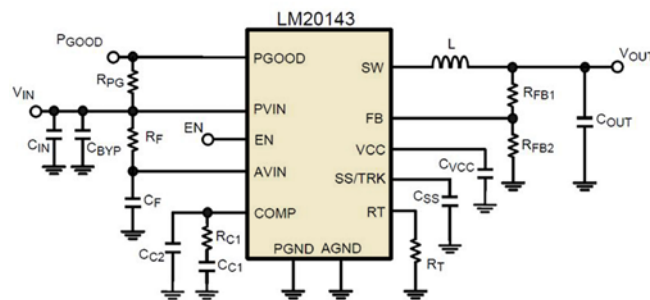 LM20143
PGOOD
PGOOD
RPG
VIN
PVIN
CIN
CBYP
RF
EN
EN
AVIN
CF
COMP
CC2
RC1
CC1
PGND
AGND
SW
L
VOUT
RFB1
FB
COUT
RFB2
VCC
CVCC
SS/TRK
CSS
RT
RT